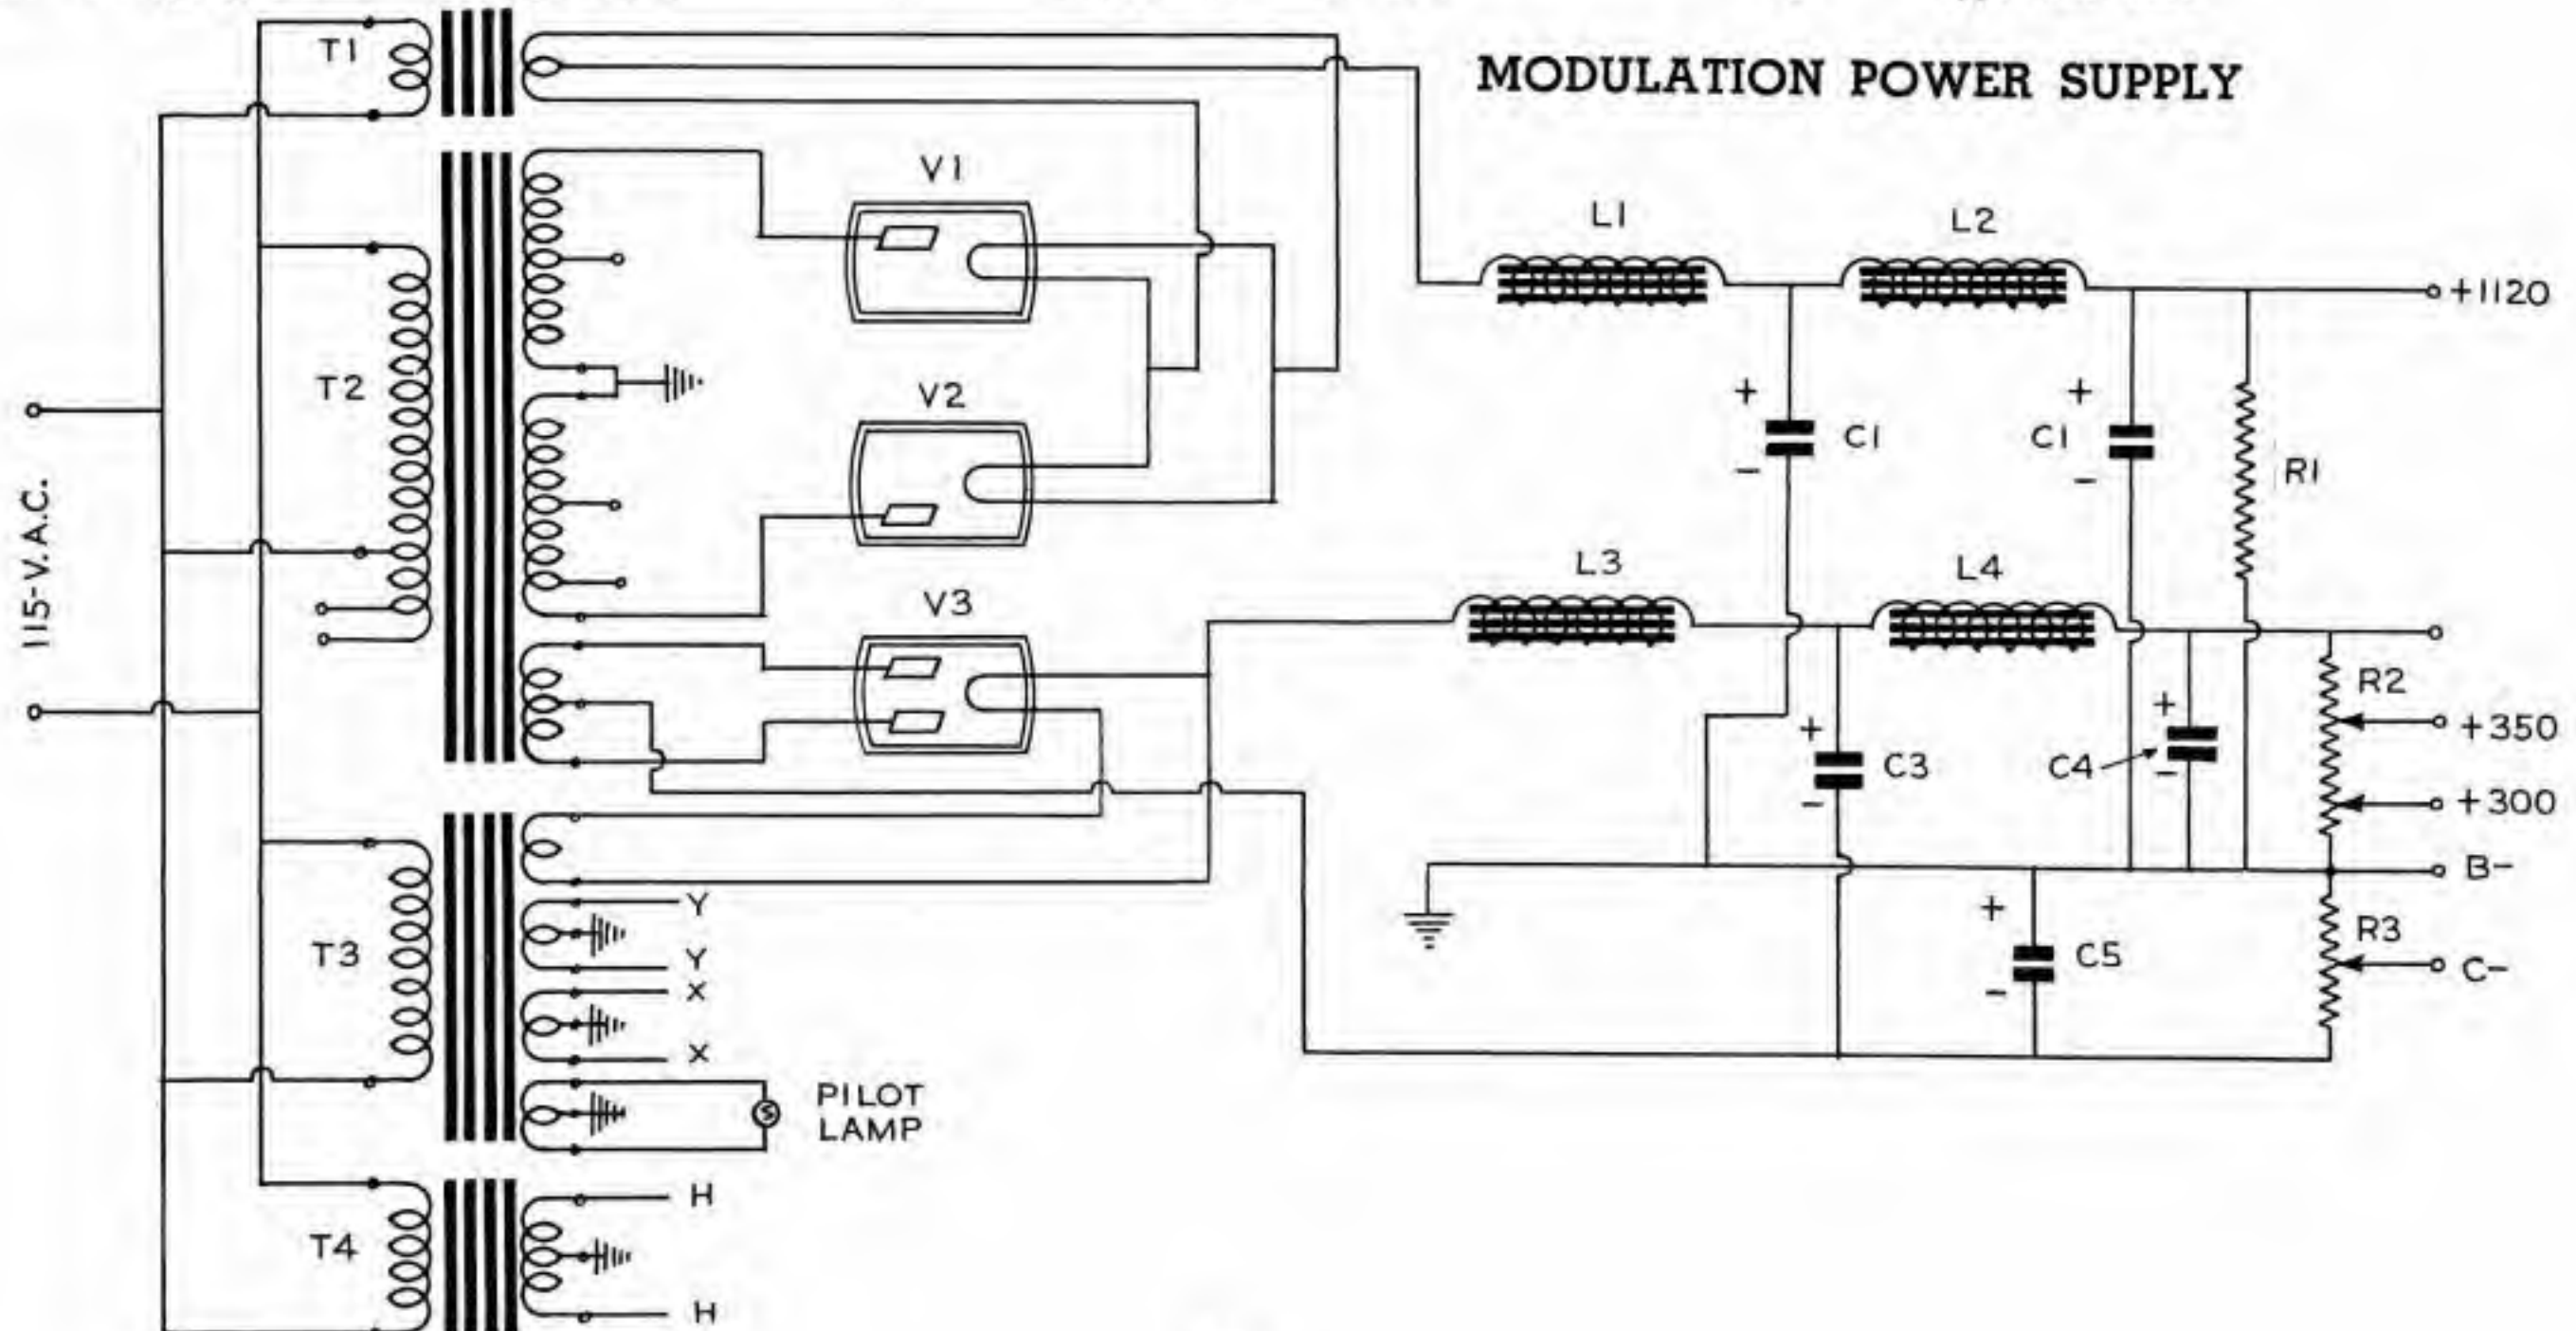 MODULATION POWER SUPPLY
T1
V1
L1
L2
+1120
T2
V2
+
C1
-
+
C1
-
R1
115-V.A.C.
V3
L3
L4
R2
+350
+
C3
-
+
C4
-
+300
B-
Y
Y
T3
X
X
+
C5
-
R3
C-
PILOT
LAMP
T4
H
H